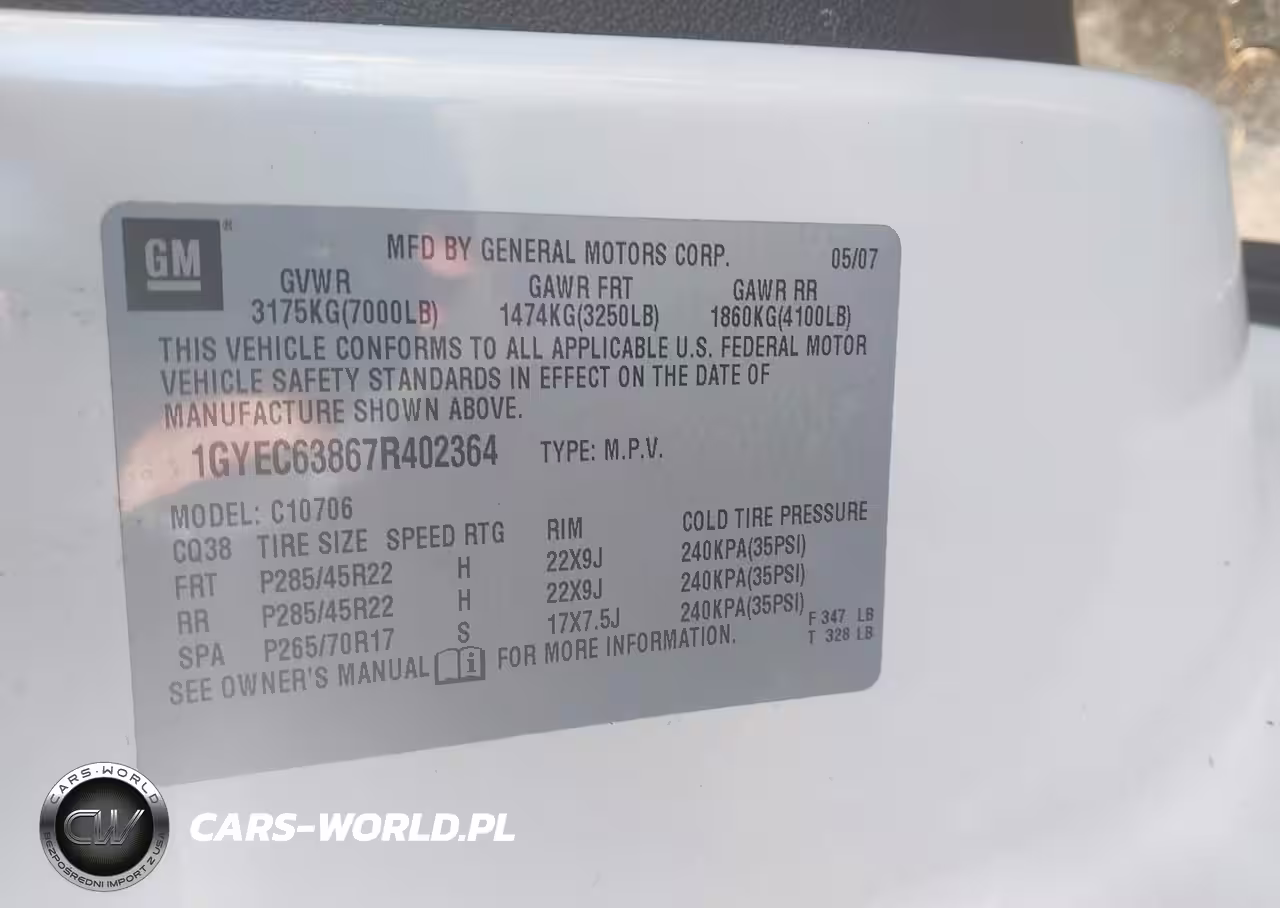 GM ®
MFD BY GENERAL MOTORS CORP. 05/07
GVWR GAWR FRT GAWR RR
3175KG(7000LB) 1474KG(3250LB) 1860KG(4100LB)
THIS VEHICLE CONFORMS TO ALL APPLICABLE U.S. FEDERAL MOTOR
VEHICLE SAFETY STANDARDS IN EFFECT ON THE DATE OF
MANUFACTURE SHOWN ABOVE.
1GYEC63867R402364 TYPE: M.P.V.
MODEL: C10706
CQ38 TIRE SIZE SPEED RTG RIM COLD TIRE PRESSURE
FRT P285/45R22 H 22X9J 240KPA(35PSI)
RR P285/45R22 H 22X9J 240KPA(35PSI)
SPA P265/70R17 S 17X7.5J 240KPA(35PSI)
F 347 LB
T 328 LB
SEE OWNER'S MANUAL FOR MORE INFORMATION.
CARS-WORLD
CW
BEZPOŚREDNI IMPORT Z USA
CARS-WORLD.PL